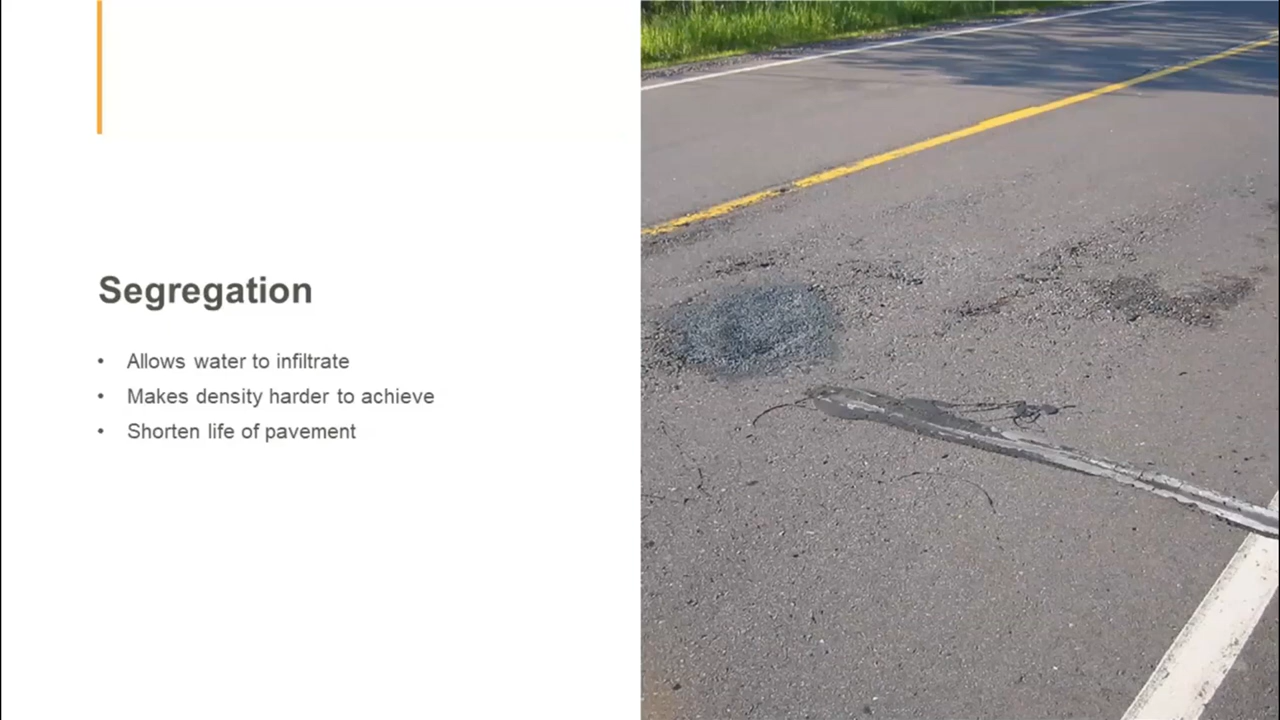 Segregation
• Allows water to infiltrate
• Makes density harder to achieve
• Shorten life of pavement